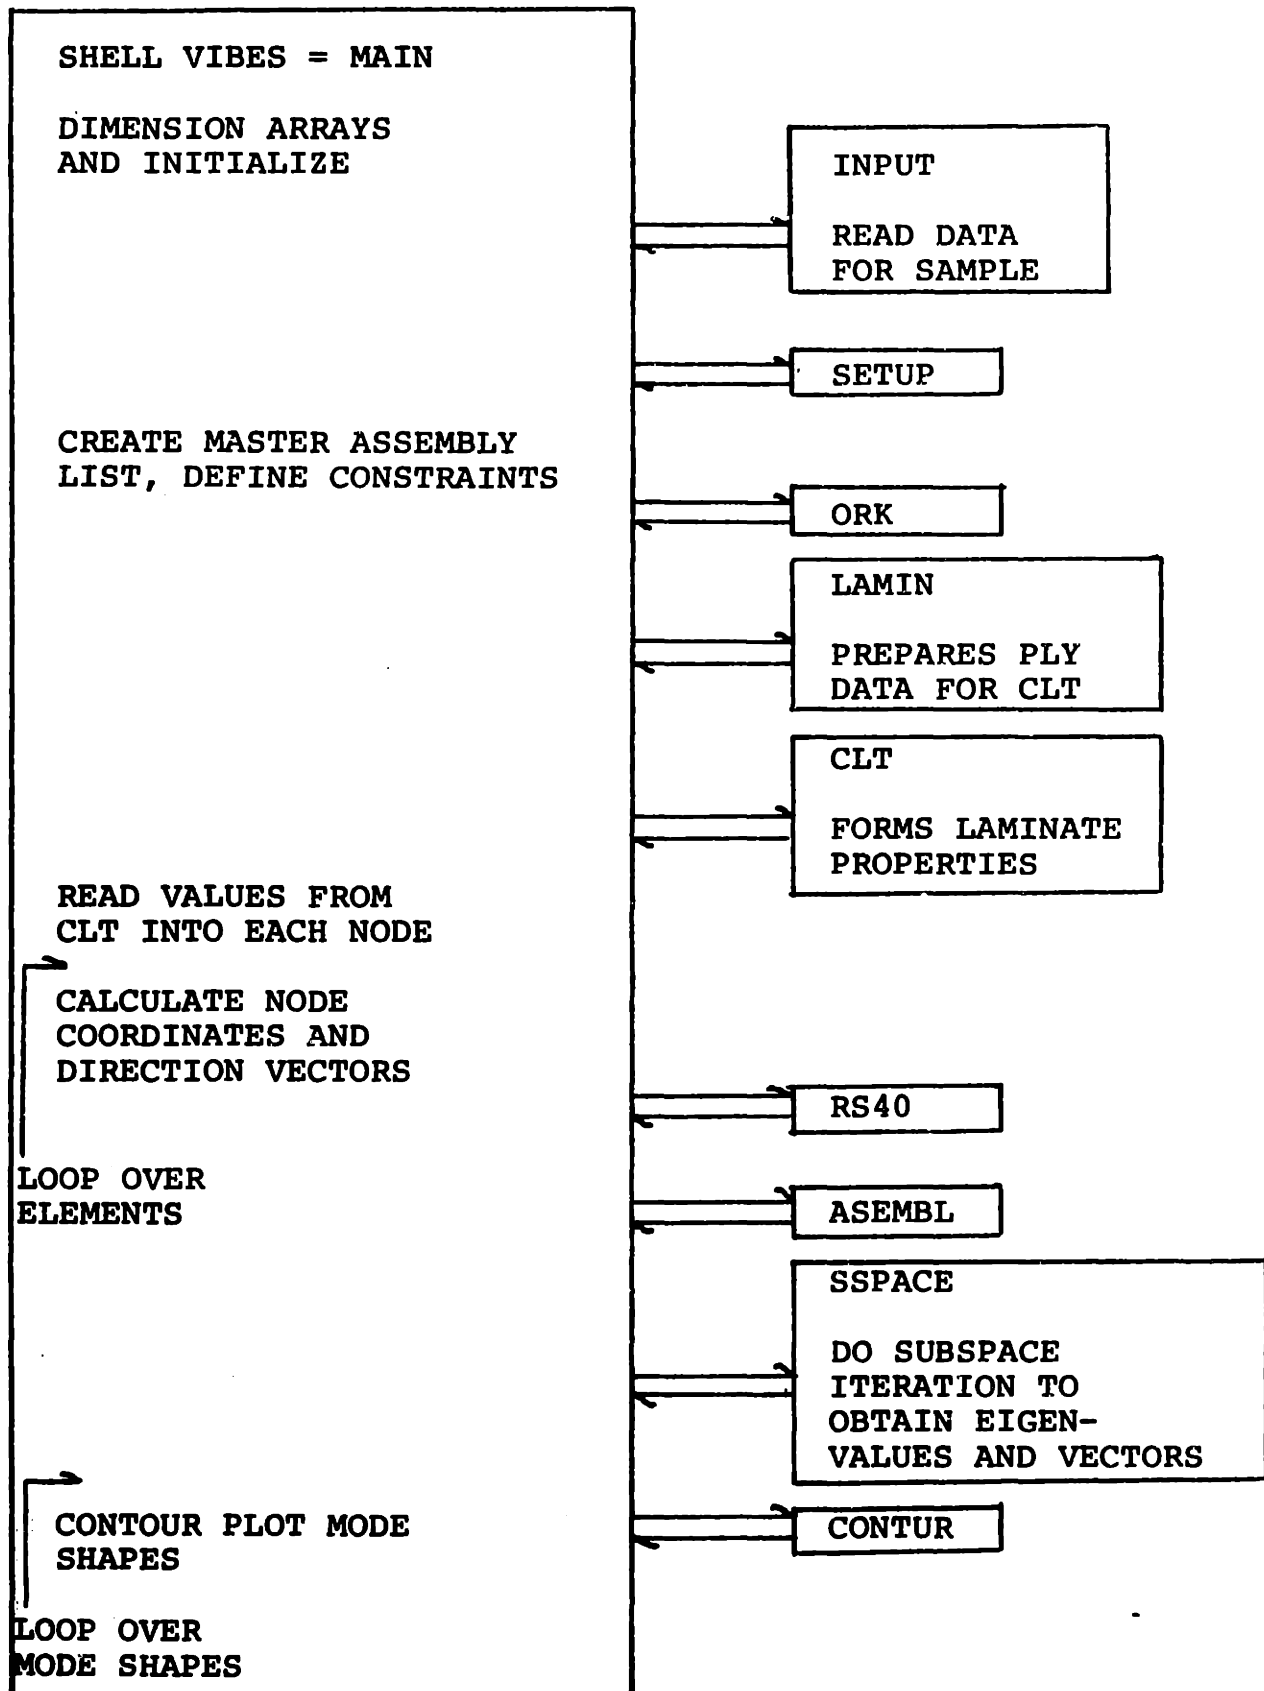 SHELL VIBES = MAIN
DIMENSION ARRAYS
AND INITIALIZE
INPUT
READ DATA
FOR SAMPLE
SETUP
CREATE MASTER ASSEMBLY
LIST, DEFINE CONSTRAINTS
ORK
LAMIN
PREPARES PLY
DATA FOR CLT
CLT
FORMS LAMINATE
PROPERTIES
READ VALUES FROM
CLT INTO EACH NODE
CALCULATE NODE
COORDINATES AND
DIRECTION VECTORS
RS40
LOOP OVER
ELEMENTS
ASEMBL
SSPACE
DO SUBSPACE
ITERATION TO
OBTAIN EIGEN-
VALUES AND VECTORS
CONTOUR PLOT MODE
SHAPES
CONTUR
LOOP OVER
MODE SHAPES